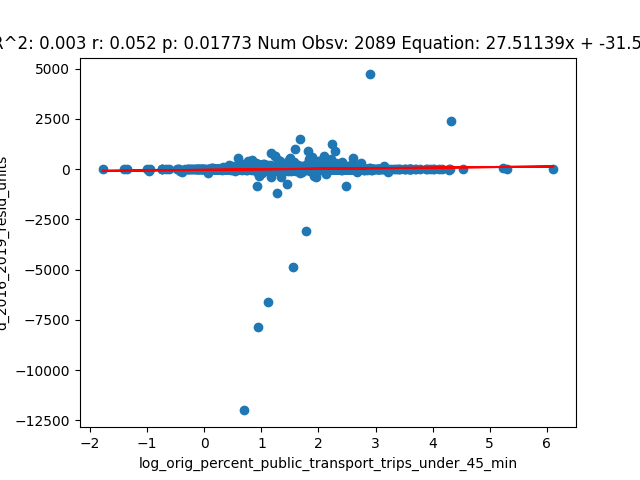 R^2: 0.003 r: 0.052 p: 0.01773 Num Obsv: 2089 Equation: 27.51139x + -31.5
d_2016_2019_resid_units
5000
2500
0
−2500
−5000
−7500
−10000
−12500
−2 −1 0 1 2 3 4 5 6
log_orig_percent_public_transport_trips_under_45_min